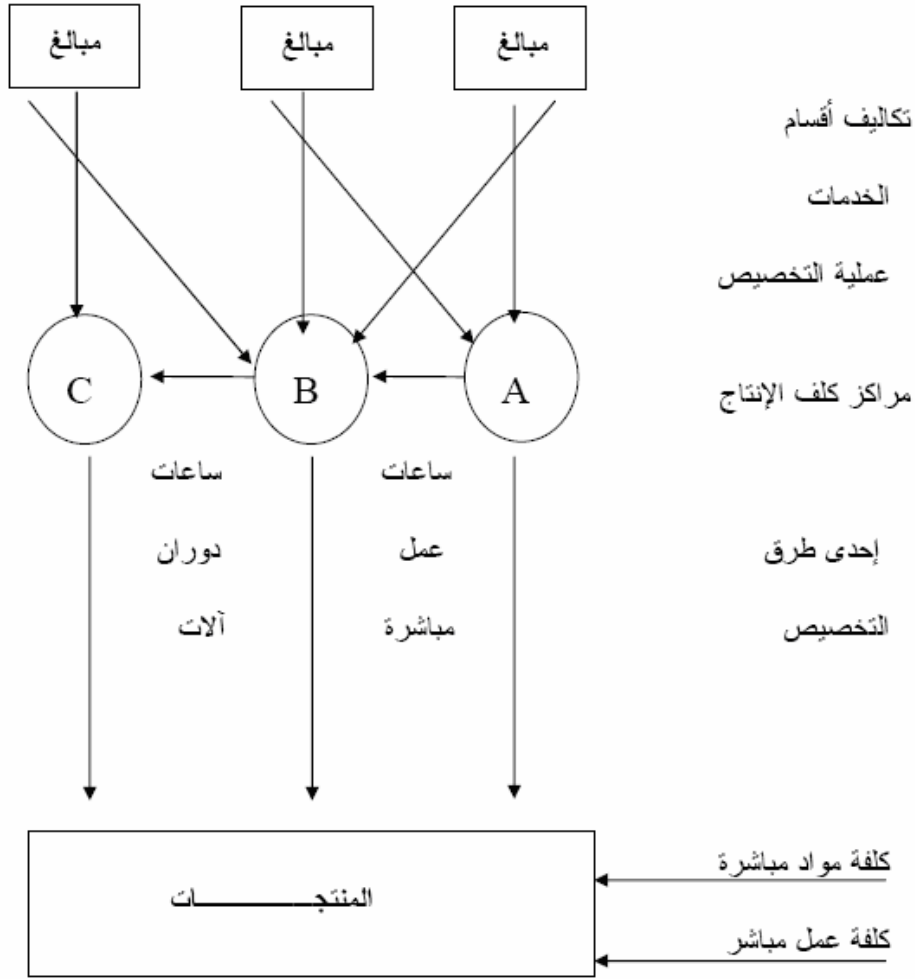 مبالغ
مبالغ
مبالغ
تكاليف أقسام
الخدمات
عملية التخصيص
A
B
C
مراكز كلف الإنتاج
ساعات
ساعات
إحدى طرق
عمل
دوران
التخصيص
مباشرة
آلات
كلفة مواد مباشرة
المنتجــــــــــات
كلفة عمل مباشر